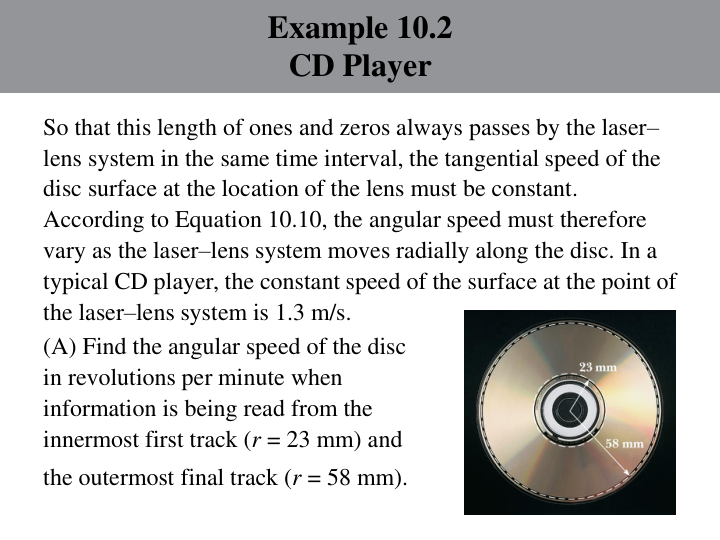 Example 10.2
CD Player
So that this length of ones and zeros always passes by the laser–
lens system in the same time interval, the tangential speed of the
disc surface at the location of the lens must be constant.
According to Equation 10.10, the angular speed must therefore
vary as the laser–lens system moves radially along the disc. In a
typical CD player, the constant speed of the surface at the point of
the laser–lens system is 1.3 m/s.
(A) Find the angular speed of the disc
in revolutions per minute when
information is being read from the
innermost first track (r = 23 mm) and
the outermost final track (r = 58 mm).
23 mm
58 mm